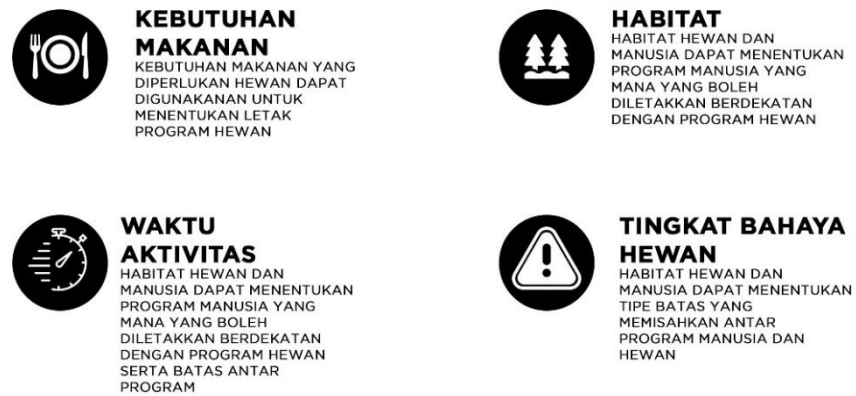 KEBUTUHAN
MAKANAN
KEBUTUHAN MAKANAN YANG
DIPERLUKAN HEWAN DAPAT
DIGUNAKANAN UNTUK
MENENTUKAN LETAK
PROGRAM HEWAN
HABITAT
HABITAT HEWAN DAN
MANUSIA DAPAT MENENTUKAN
PROGRAM MANUSIA YANG
MANA YANG BOLEH
DILETAKKAN BERDEKATAN
DENGAN PROGRAM HEWAN
WAKTU
AKTIVITAS
HABITAT HEWAN DAN
MANUSIA DAPAT MENENTUKAN
PROGRAM MANUSIA YANG
MANA YANG BOLEH
DILETAKKAN BERDEKATAN
DENGAN PROGRAM HEWAN
SERTA BATAS ANTAR
PROGRAM
TINGKAT BAHAYA
HEWAN
HABITAT HEWAN DAN
MANUSIA DAPAT MENENTUKAN
TIPE BATAS YANG
MEMISAHKAN ANTAR
PROGRAM MANUSIA DAN
HEWAN